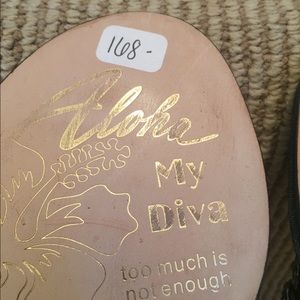 168-
Aloha
My
Diva
too much is
not enough